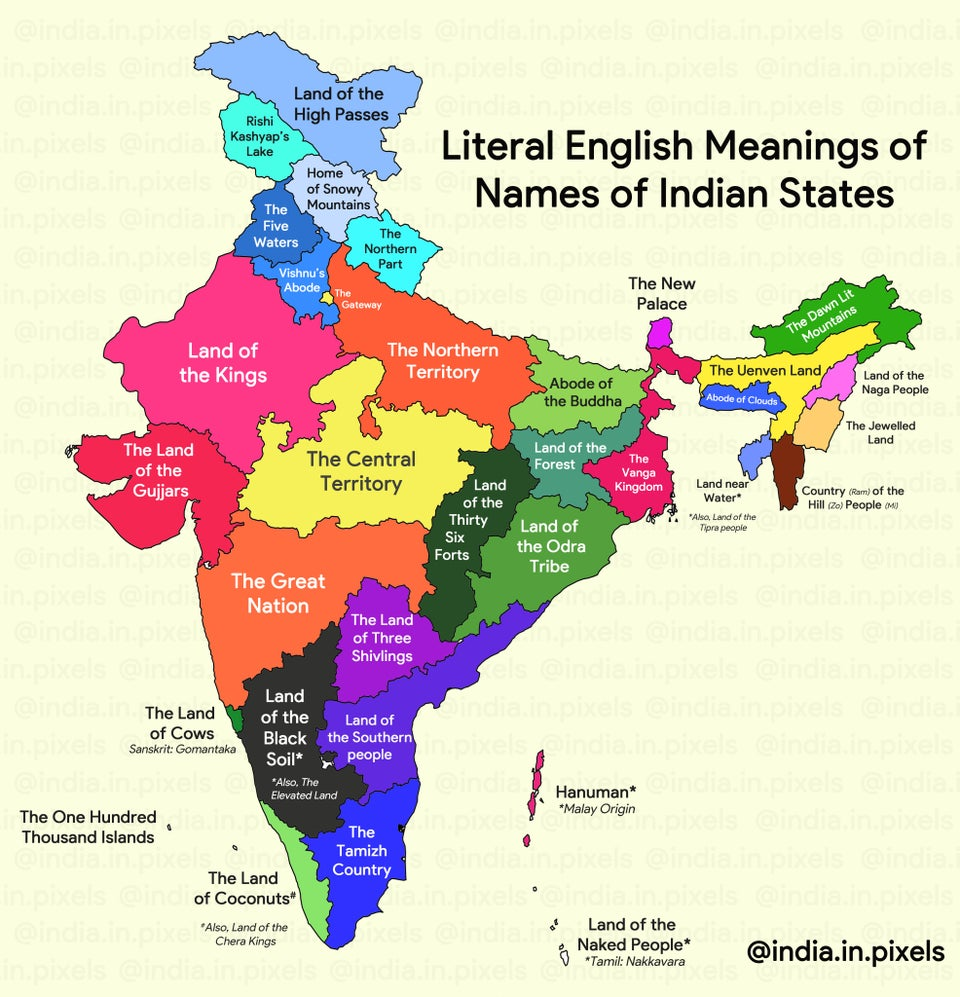 Literal English Meanings of
Names of Indian States
Land of the
High Passes
Rishi
Kashyap's
Lake
Home
of Snowy
Mountains
The
Five
Waters
The
Northern
Part
Vishnu's
Abode
The
Gateway
The New
Palace
The Dawn Lit
Mountains
Land of
the Kings
The Northern
Territory
Abode of
the Buddha
The Uenven Land
Abode of Clouds
Land of the
Naga People
The Jewelled
Land
The Land
of the
Gujjars
The Central
Territory
Land of the
Forest
The
Vanga
Kingdom
Land near
Water*
*Also, Land of the
Tipra people
Country (Ram) of the
Hill (Zo) People (Mi)
Land
of the
Thirty
Six
Forts
Land of
the Odra
Tribe
The Great
Nation
The Land
of Three
Shivlings
The Land
of Cows
Sanskrit: Gomantaka
Land
of the
Black
Soil*
*Also, The
Elevated Land
Land of
the Southern
people
Hanuman*
*Malay Origin
The One Hundred
Thousand Islands
The
Tamizh
Country
The Land
of Coconuts#
*Also, Land of the
Chera Kings
Land of the
Naked People*
*Tamil: Nakkavara
@india.in.pixels